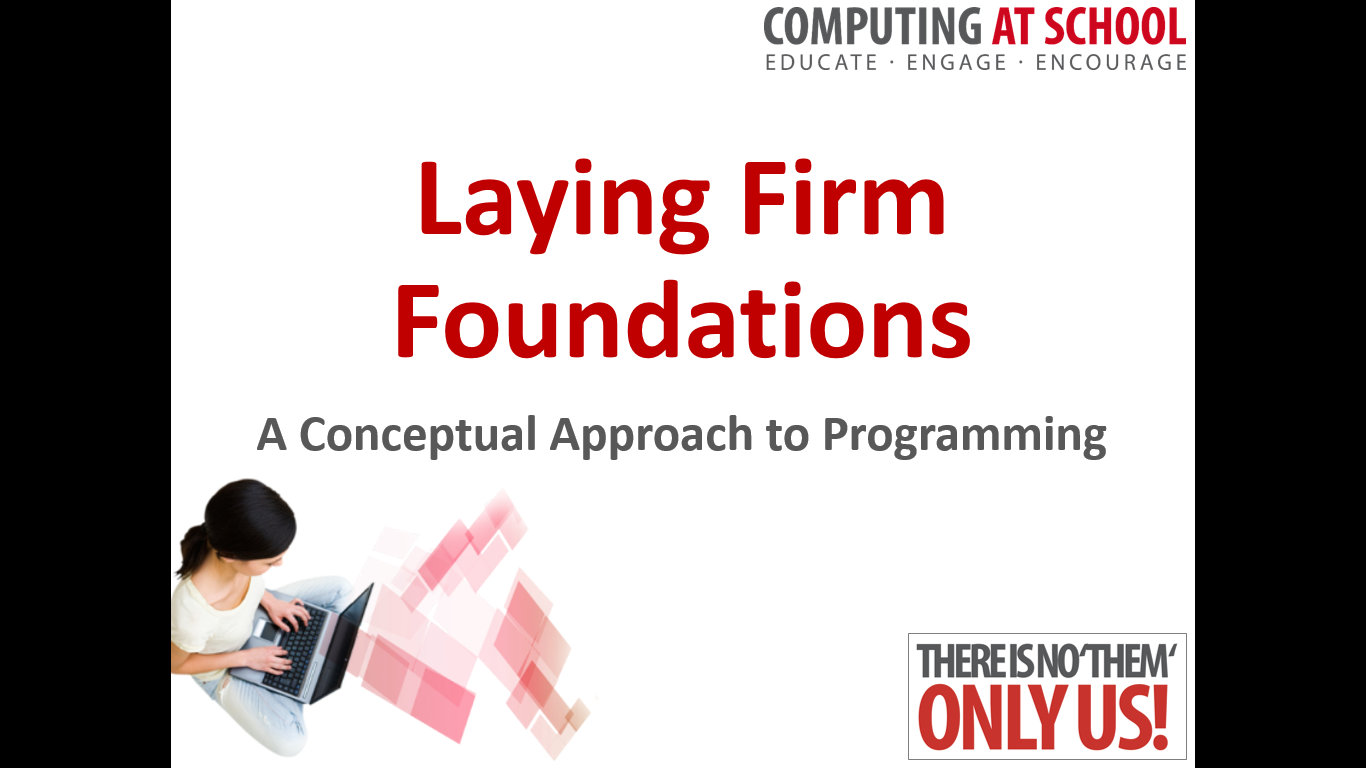 COMPUTING AT SCHOOL
EDUCATE · ENGAGE · ENCOURAGE
Laying Firm
Foundations
A Conceptual Approach to Programming
THERE IS NO ‘THEM‘
ONLY US!